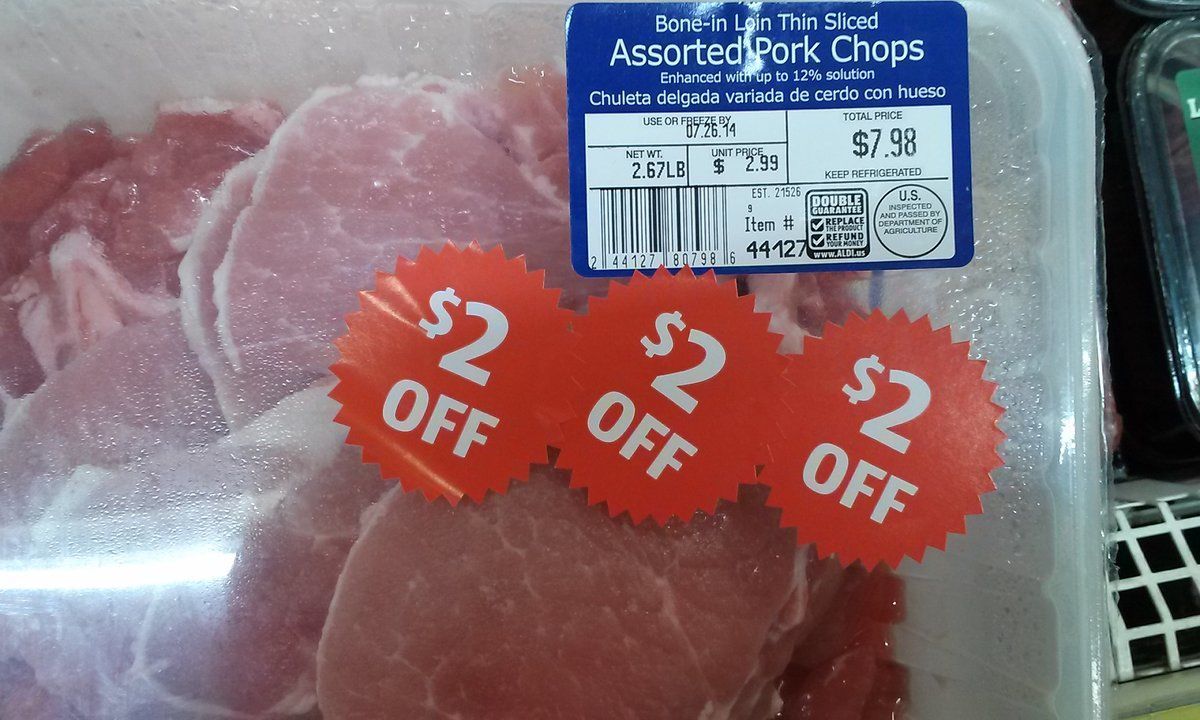 Bone-in Loin Thin Sliced
Assorted Pork Chops
Enhanced with up to 12% solution
Chuleta delgada variada de cerdo con hueso
USE OR FREEZE BY
07.26.14
NET WT.
2.67LB
UNIT PRICE
$ 2.99
TOTAL PRICE
$7.98
KEEP REFRIGERATED
EST. 21526
9
Item #
44127
2 44127 80798 6
DOUBLE
GUARANTEE
REPLACE
THE PRODUCT
& REFUND
YOUR MONEY
www.ALDI.us
U.S.
INSPECTED
AND PASSED BY
DEPARTMENT OF
AGRICULTURE
$2
OFF
$2
OFF
$2
OFF
L